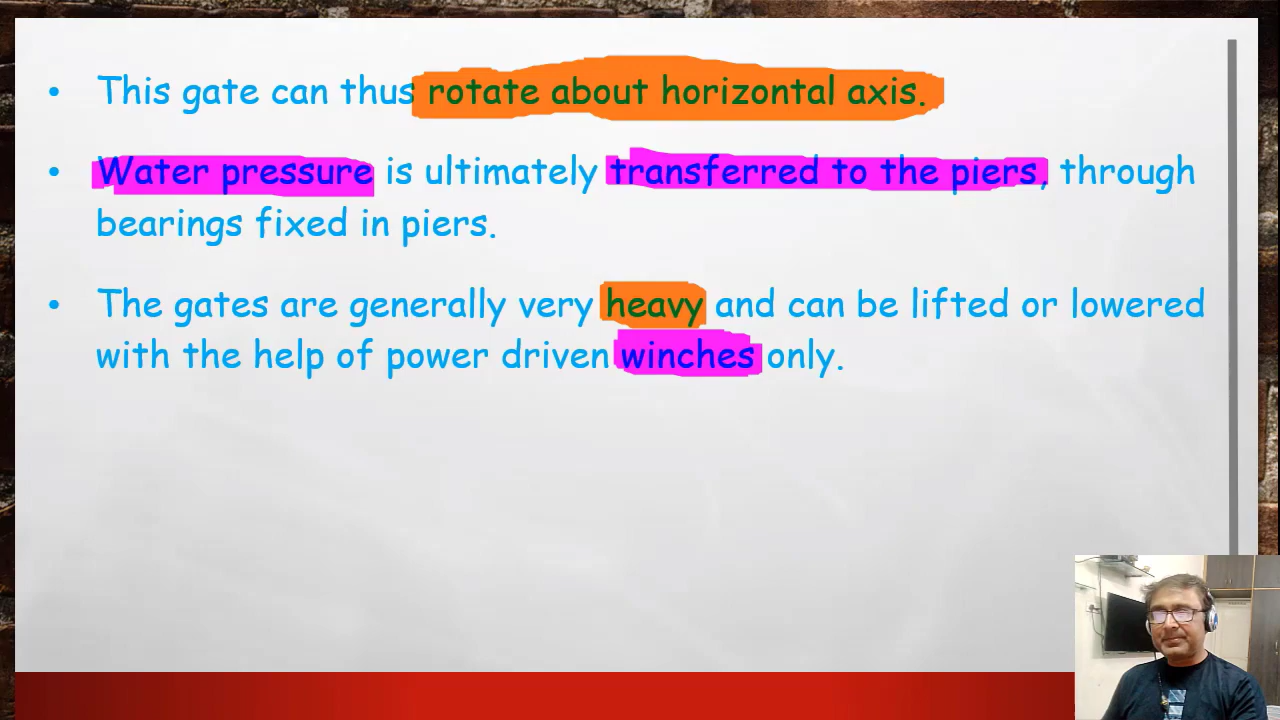 • This gate can thus rotate about horizontal axis.
• Water pressure is ultimately transferred to the piers, through
bearings fixed in piers.
• The gates are generally very heavy and can be lifted or lowered
with the help of power driven winches only.